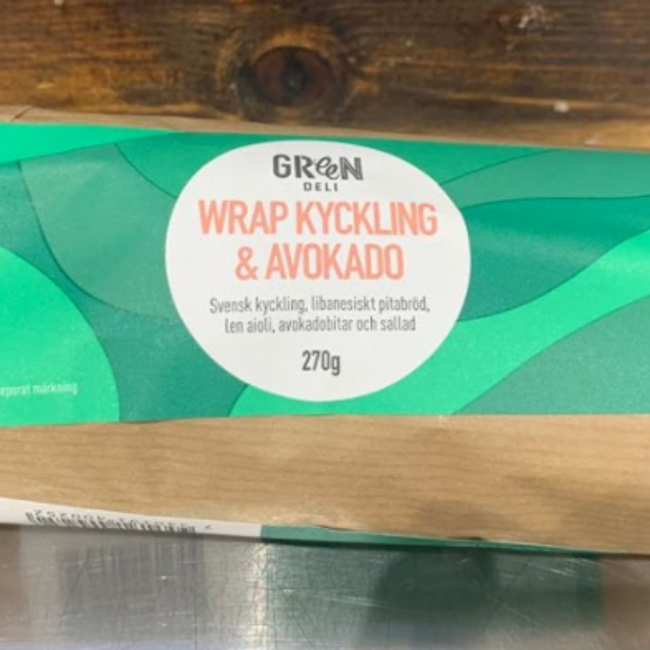 GReeN
DELI
WRAP KYCKLING
& AVOKADO
Svensk kyckling, libanesiskt pitabröd,
len aioli, avokadobitar och sallad
270g
märkning